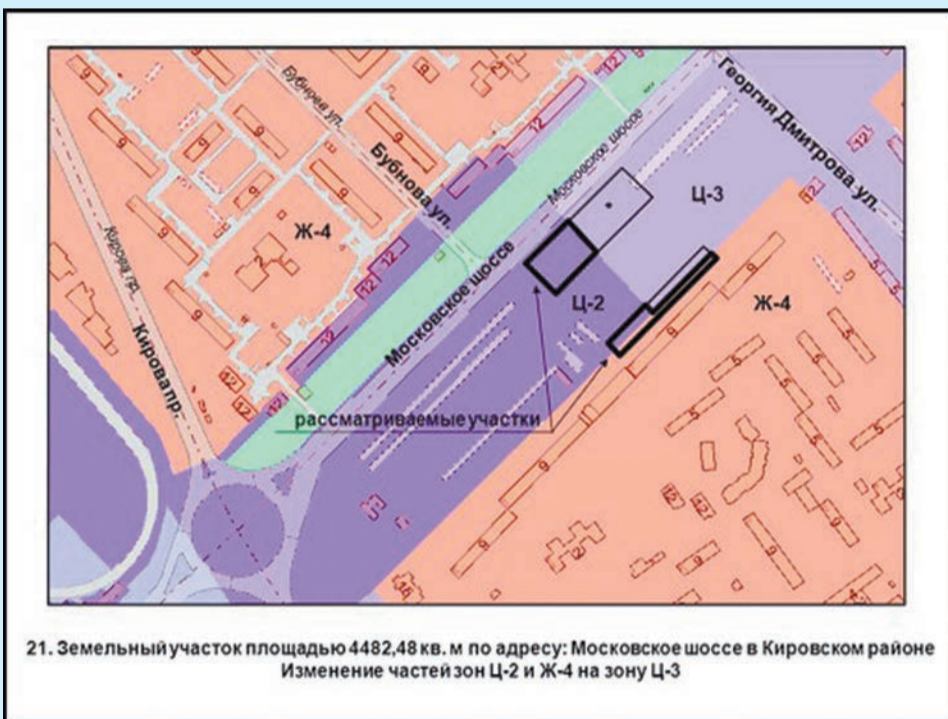 Бубнова ул.
Георгия Дмитрова ул.
Московское шоссе
Бубнова ул.
Ц-3
Ж-4
Кирова пр.
Ц-2
Ж-4
Московское шоссе
Кирова пр.
рассматриваемые участки
21. Земельный участок площадью 4482,48 кв. м по адресу: Московское шоссе в Кировском районе
Изменение частей зон Ц-2 и Ж-4 на зону Ц-3